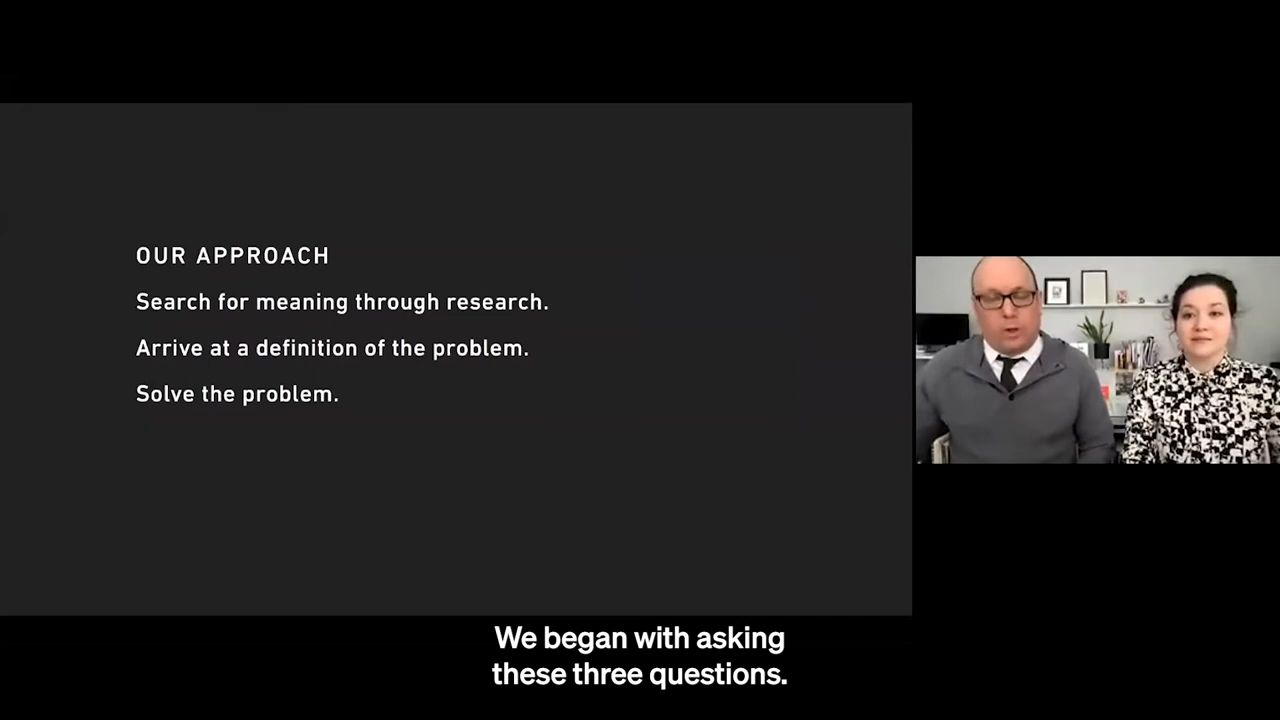 OUR APPROACH
Search for meaning through research.
Arrive at a definition of the problem.
Solve the problem.
We began with asking
these three questions.